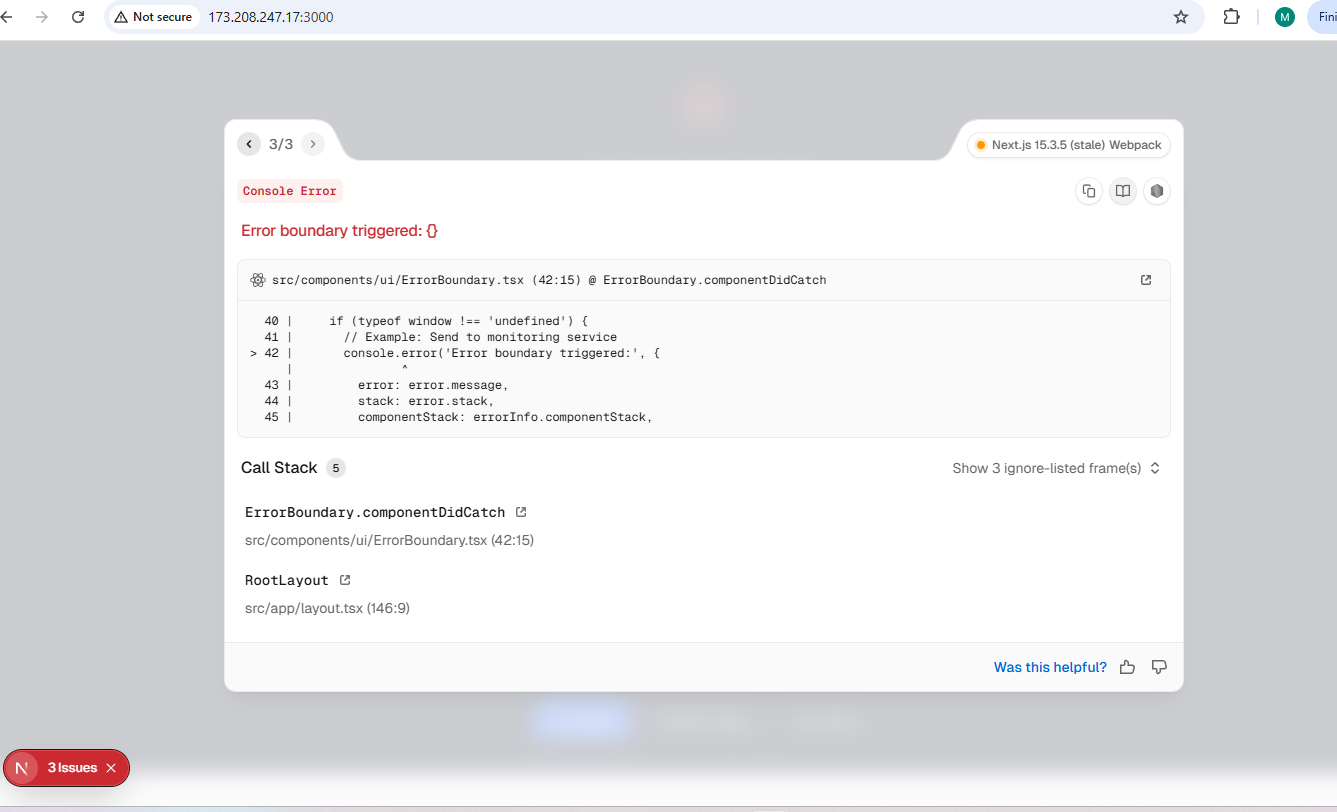 Not secure
173.208.247.17:3000
M
Fini
3/3
Next.js 15.3.5 (stale) Webpack
Console Error
Error boundary triggered: {}
src/components/ui/ErrorBoundary.tsx (42:15) @ ErrorBoundary.componentDidCatch
40 |     if (typeof window !== 'undefined') {
41 |       // Example: Send to monitoring service
> 42 |       console.error('Error boundary triggered:', {
|               ^
43 |         error: error.message,
44 |         stack: error.stack,
45 |         componentStack: errorInfo.componentStack,
Call Stack 5
Show 3 ignore-listed frame(s)
ErrorBoundary.componentDidCatch
src/components/ui/ErrorBoundary.tsx (42:15)
RootLayout
src/app/layout.tsx (146:9)
Was this helpful?
N 3 Issues